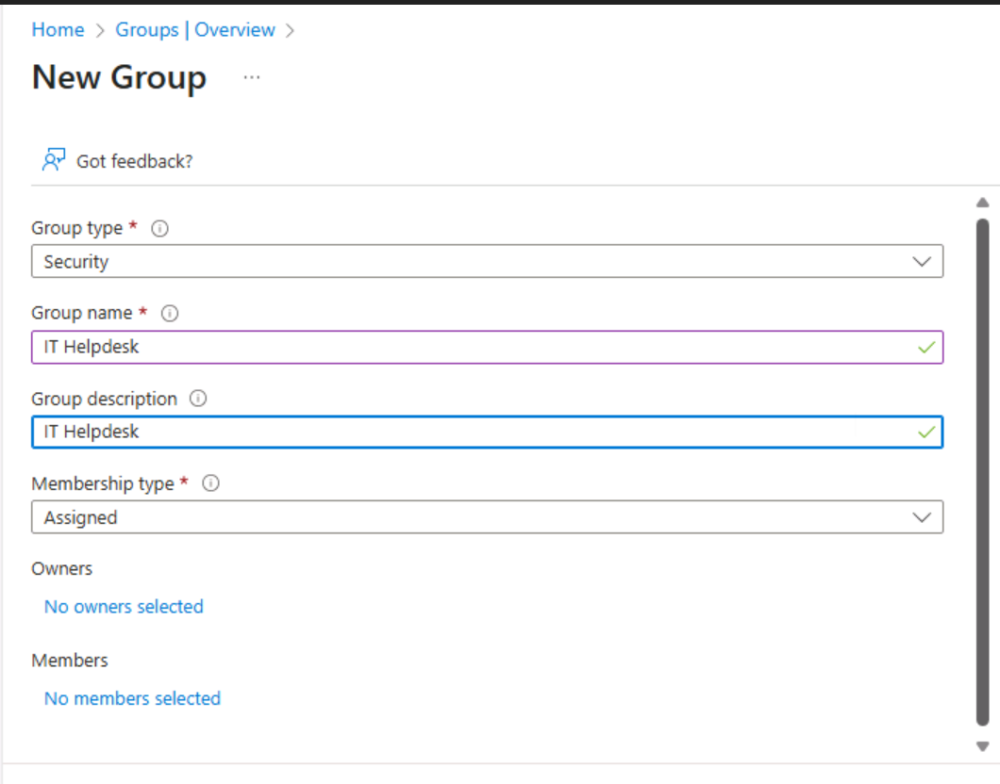 Home > Groups | Overview >
New Group ...
Got feedback?
Group type *
Security
Group name *
IT Helpdesk
Group description
IT Helpdesk
Membership type *
Assigned
Owners
No owners selected
Members
No members selected